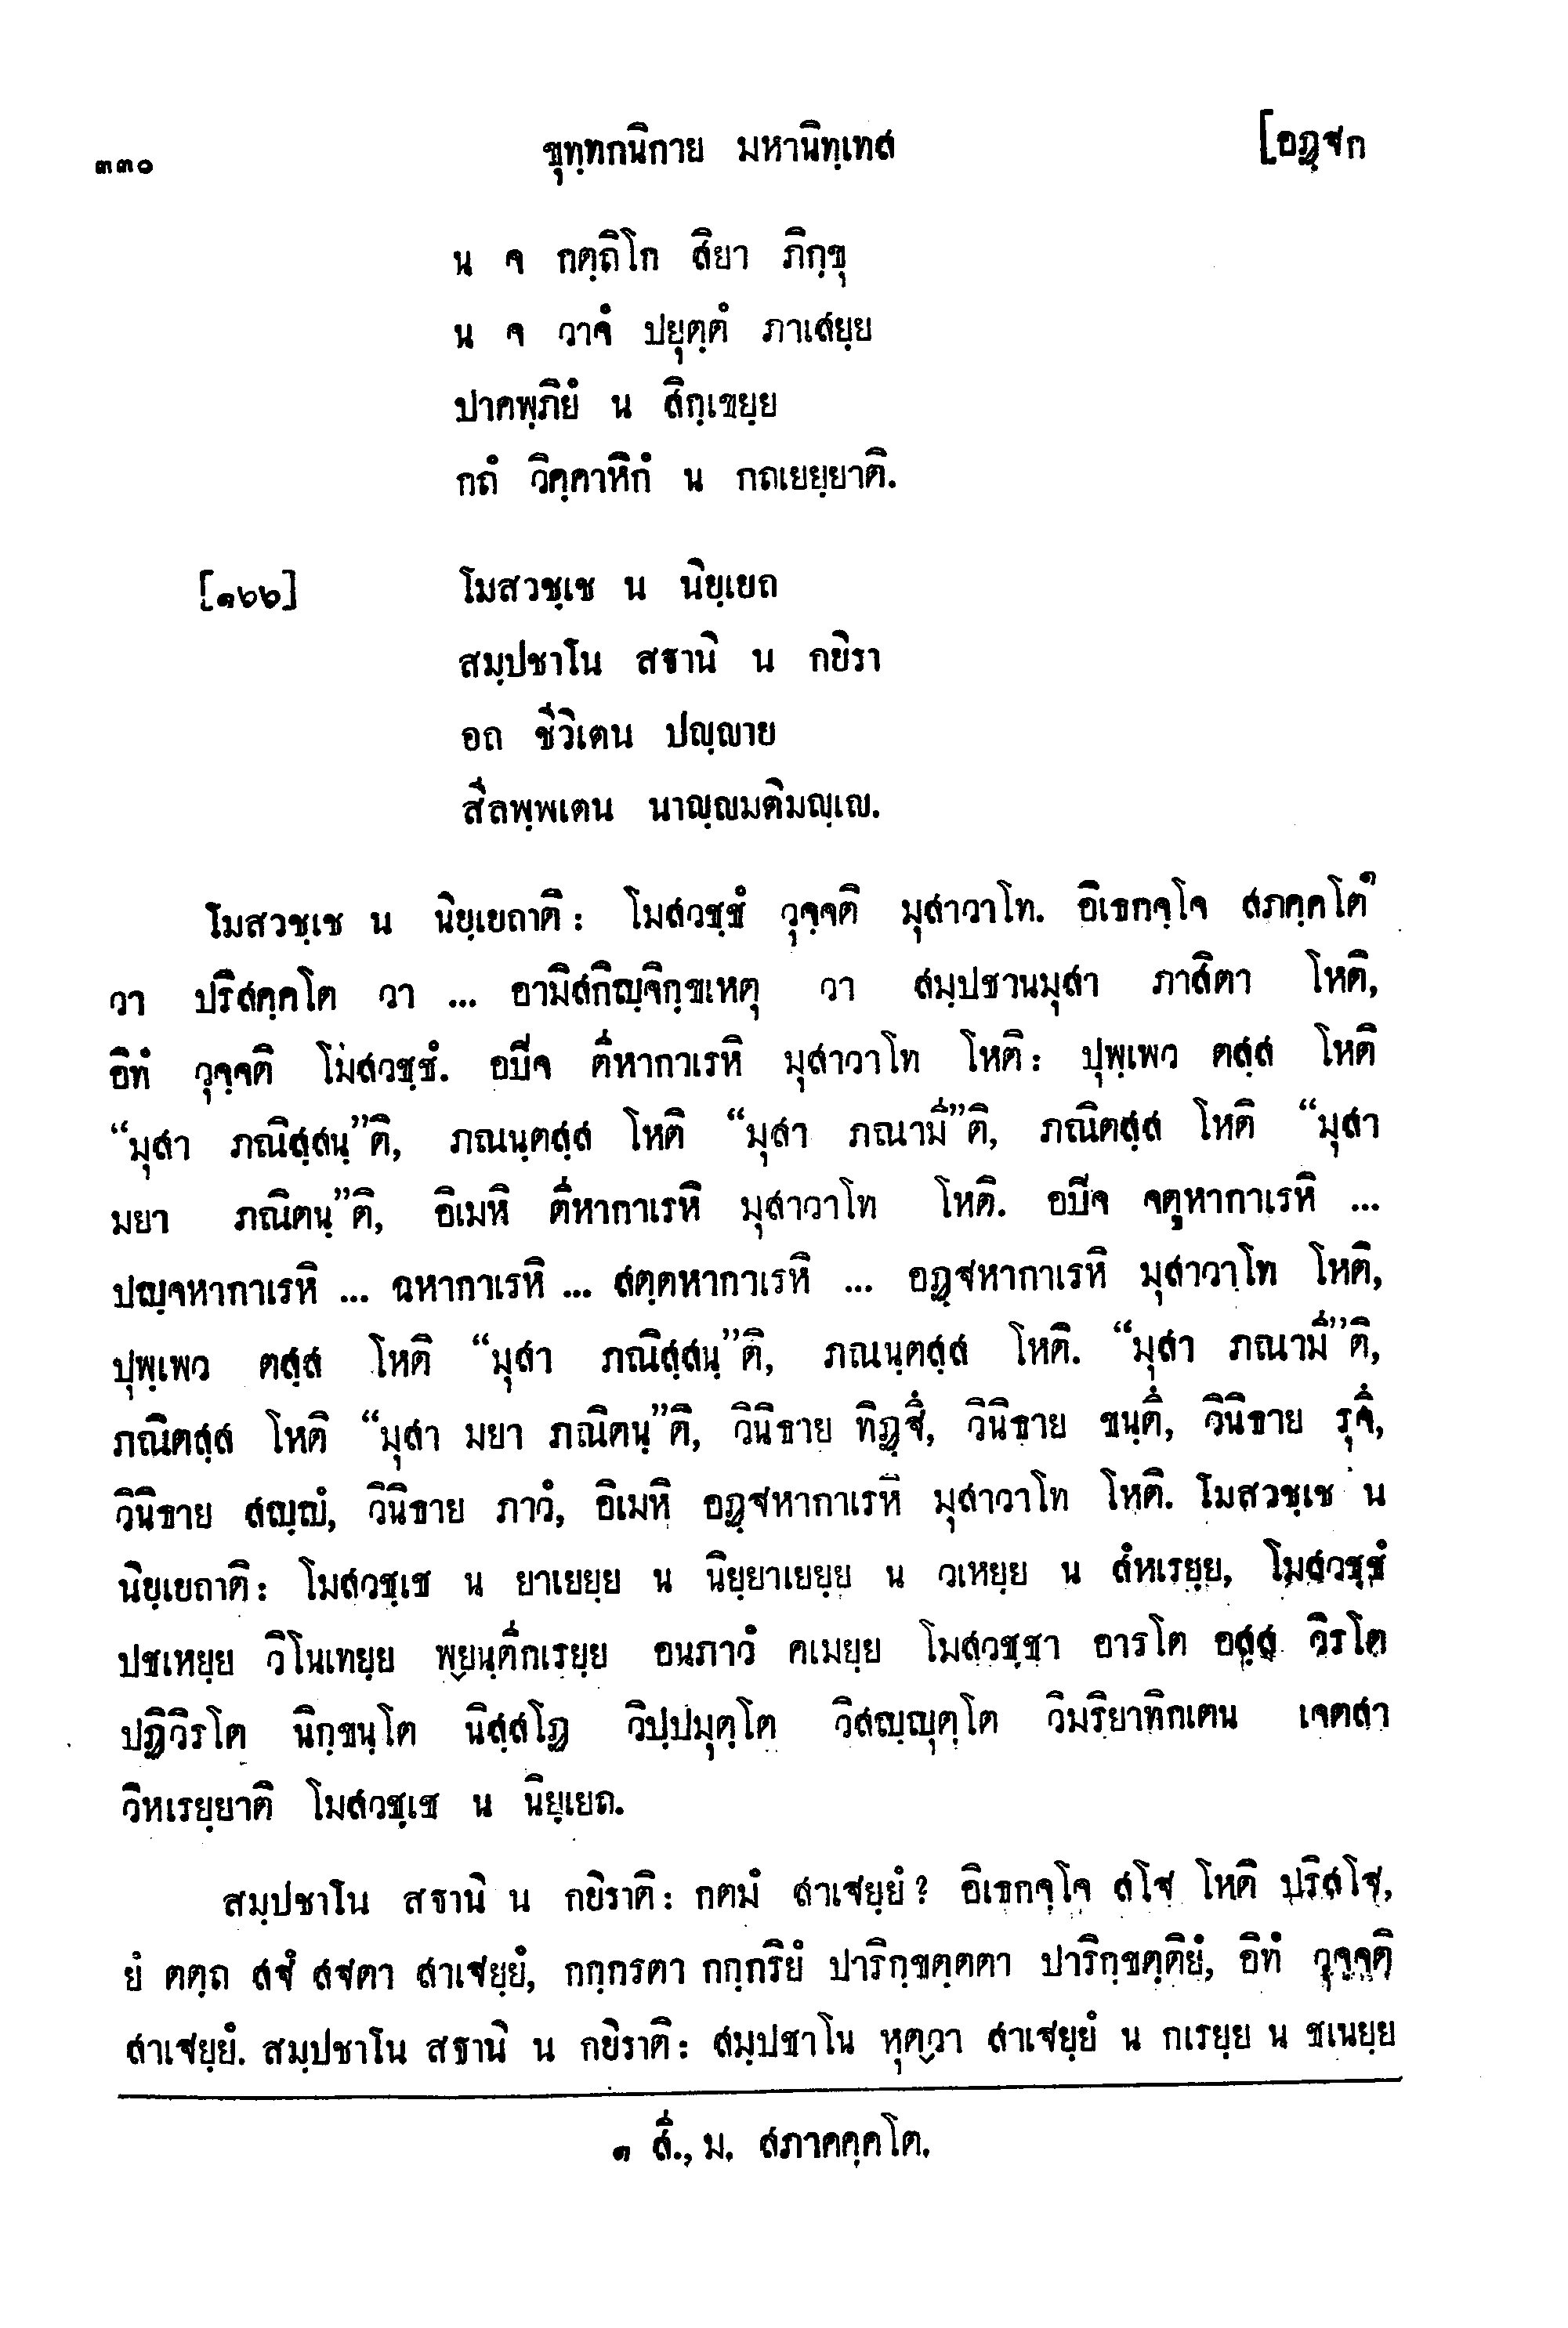 ๓๓๐ ขุทฺทกนิกาย มหานิทฺเทส [อฏฺฐก
น จ กตฺถิโก สิยา ภิกฺขุ
น จ วาจํ ปยุตฺตํ ภาเสยฺย
ปาคพฺภิยํ น สิกฺเขยฺย
กถํ วิคฺคาหิกํ น กถเยยฺยาติ.
[๑๖๖] โมสวชฺเช น นิยฺเยถ
สมฺปชาโน สฐานิ น กยิรา
อถ ชีวิเตน ปญฺญาย
สีลพฺพเตน นาญฺญมติมญฺเญ.
โมสวชฺเช น นิยฺเยถาติ: โมสวชฺชํ วุจฺจติ มุสาวาโท. อิเธกจฺโจ สภคฺคโต๑
วา ปริสคฺคโต วา ... อามิสกิญฺจิกฺขเหตุ วา สมฺปชานมุสา ภาสิตา โหติ,
อิทํ วุจฺจติ โมสวชฺชํ. อปิจ ตีหากาเรหิ มุสาวาโท โหติ: ปุพฺเพว ตสฺส โหติ
“มุสา ภณิสฺสนฺ”ติ, ภณนฺตสฺส โหติ “มุสา ภณามี”ติ, ภณิตสฺส โหติ “มุสา
มยา ภณิตนฺ”ติ, อิเมหิ ตีหากาเรหิ มุสาวาโท โหติ. อปิจ จตูหากาเรหิ ...
ปญฺจหากาเรหิ ... ฉหากาเรหิ ... สตฺตหากาเรหิ ... อฏฺฐหากาเรหิ มุสาวาโท โหติ,
ปุพฺเพว ตสฺส โหติ “มุสา ภณิสฺสนฺ”ติ, ภณนฺตสฺส โหติ. “มุสา ภณามี”ติ,
ภณิตสฺส โหติ “มุสา มยา ภณิตนฺ”ติ, วินิธาย ทิฏฺฐึ, วินิธาย ขนฺตึ, วินิธาย รุจึ,
วินิธาย สญฺญํ, วินิธาย ภาวํ, อิเมหิ อฏฺฐหากาเรหิ มุสาวาโท โหติ. โมสวชฺเช น
นิยฺเยถาติ: โมสวชฺเช น ยาเยยฺย น นิยฺยาเยยฺย น วเหยฺย น สํหเรยฺย, โมสวชฺชํ
ปชเหยฺย วิโนเทยฺย พฺยนฺตีกเรยฺย อนภาวํ คเมยฺย โมสวชฺชา อารโต อสฺส วิรโต
ปฏิวิรโต นิกฺขนฺโต นิสฺสโฏ วิปฺปมุตฺโต วิสญฺญุตฺโต วิมริยาทิกเตน เจตสา
วิหเรยฺยาติ โมสวชฺเช น นิยฺเยถ.
สมฺปชาโน สฐานิ น กยิราติ: กตมํ สาเฐยฺยํ? อิเธกจฺโจ สโฐ โหติ ปริสโฐ,
ยํ ตตฺถ สฐํ สฐตา สาเฐยฺยํ, กกฺกรตา กกฺกริยํ ปาริกฺขตฺตตา ปาริกฺขตฺติยํ, อิทํ วุจฺจติ
สาเฐยฺยํ. สมฺปชาโน สฐานิ น กยิราติ: สมฺปชาโน หุตฺวา สาเฐยฺยํ น กเรยฺย น ชเนยฺย
๑ สี., ม. สภาคคฺคโต.